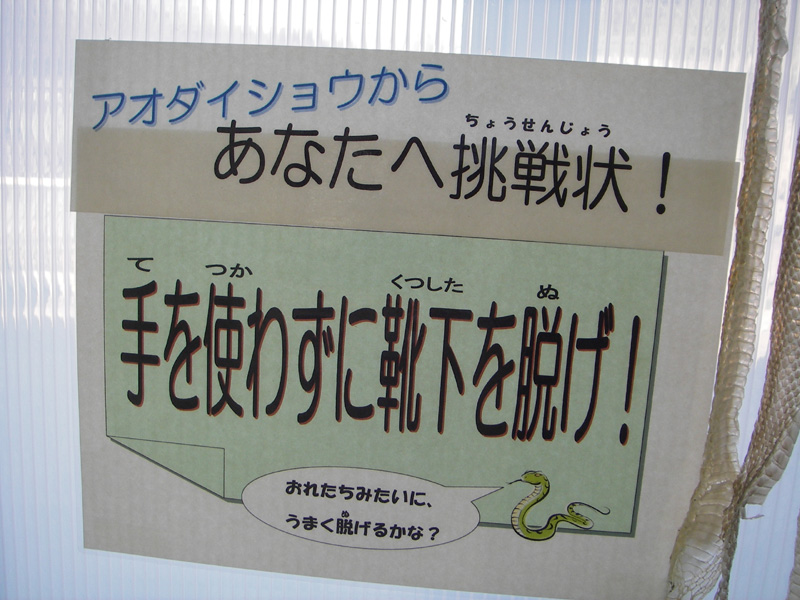 アオダイショウから
ちょうせんじょう
あなたへ挑戦状！
て つか くつした ぬ
手を使わずに靴下を脱げ！
おれたちみたいに、
ぬ
うまく脱げるかな？